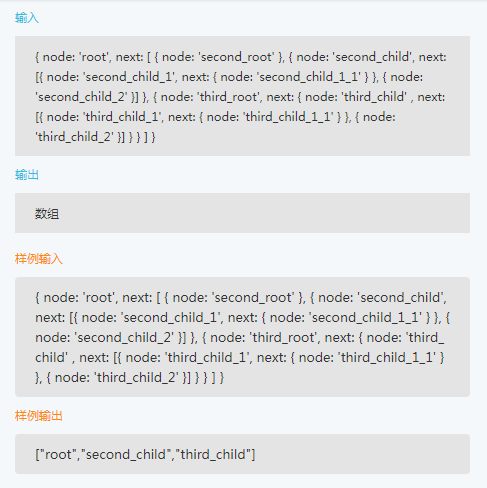 输入
{ node: 'root', next: [ { node: 'second_root' }, { node: 'second_child', next:
[{ node: 'second_child_1', next: { node: 'second_child_1_1' } }, { node:
'second_child_2' }] }, { node: 'third_root', next: { node: 'third_child' , next:
[{ node: 'third_child_1', next: { node: 'third_child_1_1' } }, { node:
'third_child_2' }] } } ] }
输出
数组
样例输入
{ node: 'root', next: [ { node: 'second_root' }, { node: 'second_child',
next: [{ node: 'second_child_1', next: { node: 'second_child_1_1' } }, {
node: 'second_child_2' }] }, { node: 'third_root', next: { node: 'third_
child' , next: [{ node: 'third_child_1', next: { node: 'third_child_1_1' }
}, { node: 'third_child_2' }] } } ] }
样例输出
["root","second_child","third_child"]